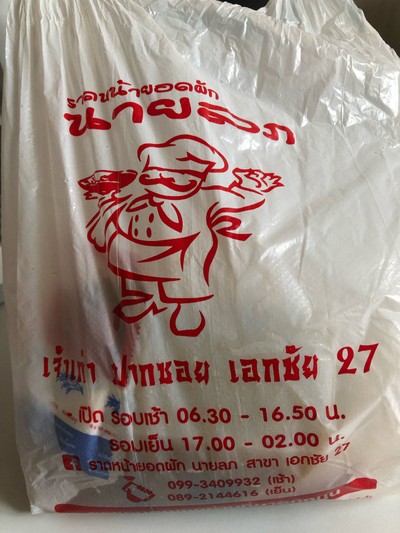 ราดหน้ายอดผัก
นายลภ
เจ้าเก่า ปากซอย เอกชัย 27
เปิด รอบเช้า 06.30 - 16.50 น.
รอบเย็น 17.00 - 02.00 น.
ราดหน้ายอดผัก นายลภ สาขา เอกชัย 27
099-3409932 (เช้า)
089-2144616 (เย็น)